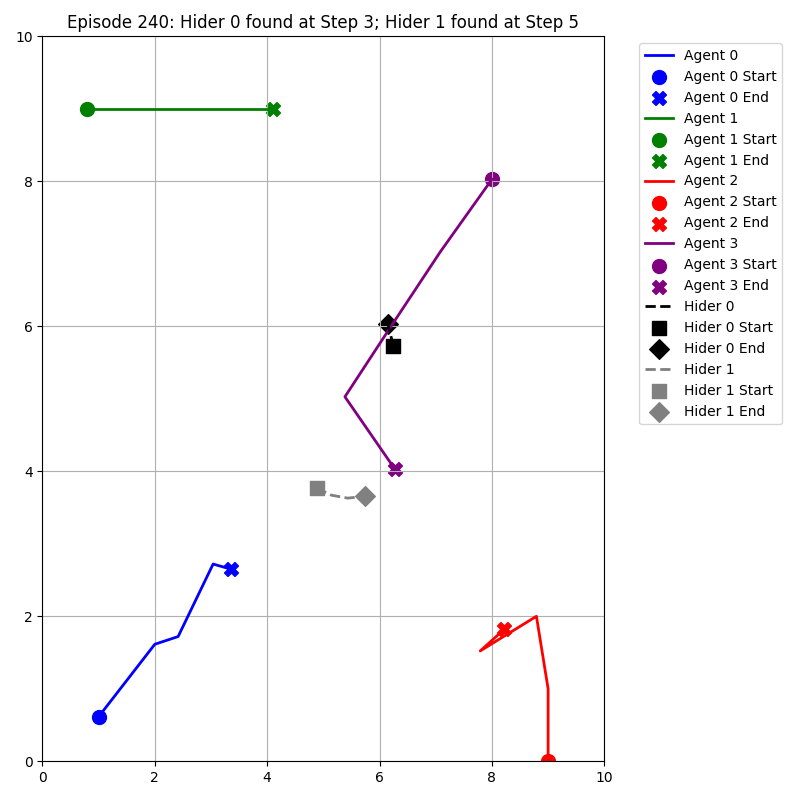 Episode 240: Hider 0 found at Step 3; Hider 1 found at Step 5
10
8
6
4
2
0
0 2 4 6 8 10
Agent 0
Agent 0 Start
Agent 0 End
Agent 1
Agent 1 Start
Agent 1 End
Agent 2
Agent 2 Start
Agent 2 End
Agent 3
Agent 3 Start
Agent 3 End
Hider 0
Hider 0 Start
Hider 0 End
Hider 1
Hider 1 Start
Hider 1 End